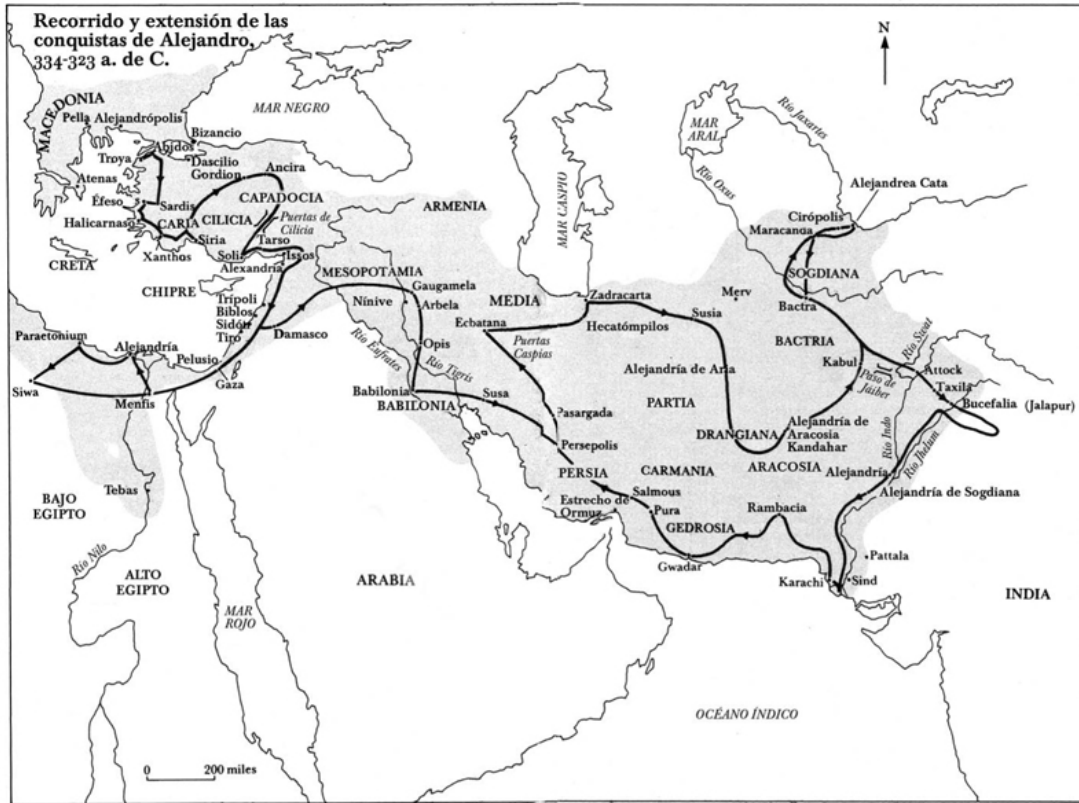 Recorrido y extensión de las
conquistas de Alejandro,
334-323 a. de C.
N
MACEDONIA
Pella
Alejandrópolis
MAR NEGRO
Bizancio
Troya
Abidos
Dascilio
Gordion
Ancira
Atenas
Éfeso
Sardis
CAPADOCIA
Halicarnaso
CARIA
CILICIA
Puertas de
Cilicia
Siria
Tarso
Xanthos
Solis
Issos
Alexandría
CRETA
CHIPRE
ARMENIA
MESOPOTAMIA
Gaugamela
Nínive
Arbela
Trípoli
Biblos
Sidón
Tiro
Damasco
Opis
Río Eufrates
Río Tigris
Paraetonium
Alejandría
Pelusio
Gaza
Siwa
Menfis
Babilonia
BABILONIA
Susa
MAR CASPIO
MEDIA
Ecbatana
Puertas
Caspias
Zadracarta
Hecatómpilos
Susia
Merv
MAR
ARAL
Río Jaxartes
Río Oxus
Alejandrea Cata
Cirópolis
Maracanda
SOGDIANA
Bactra
BACTRIA
Kabul
Paso de
Jáiber
Río Swat
Attock
Taxila
Bucefalia (Jalapur)
Alejandría de Aria
PARTIA
Pasargada
Persepolis
DRANGIANA
Alejandría de
Aracosia
Kandahar
Río Indo
Río Jhelum
PERSIA
CARMANIA
ARACOSIA
Alejandría
Alejandría de Sogdiana
Salmous
Estrecho de
Ormuz
Pura
Rambacia
GEDROSIA
Gwadar
Karachi
Sind
Pattala
INDIA
BAJO
EGIPTO
Tebas
Río Nilo
ALTO
EGIPTO
MAR
ROJO
ARABIA
OCÉANO ÍNDICO
0 200 miles